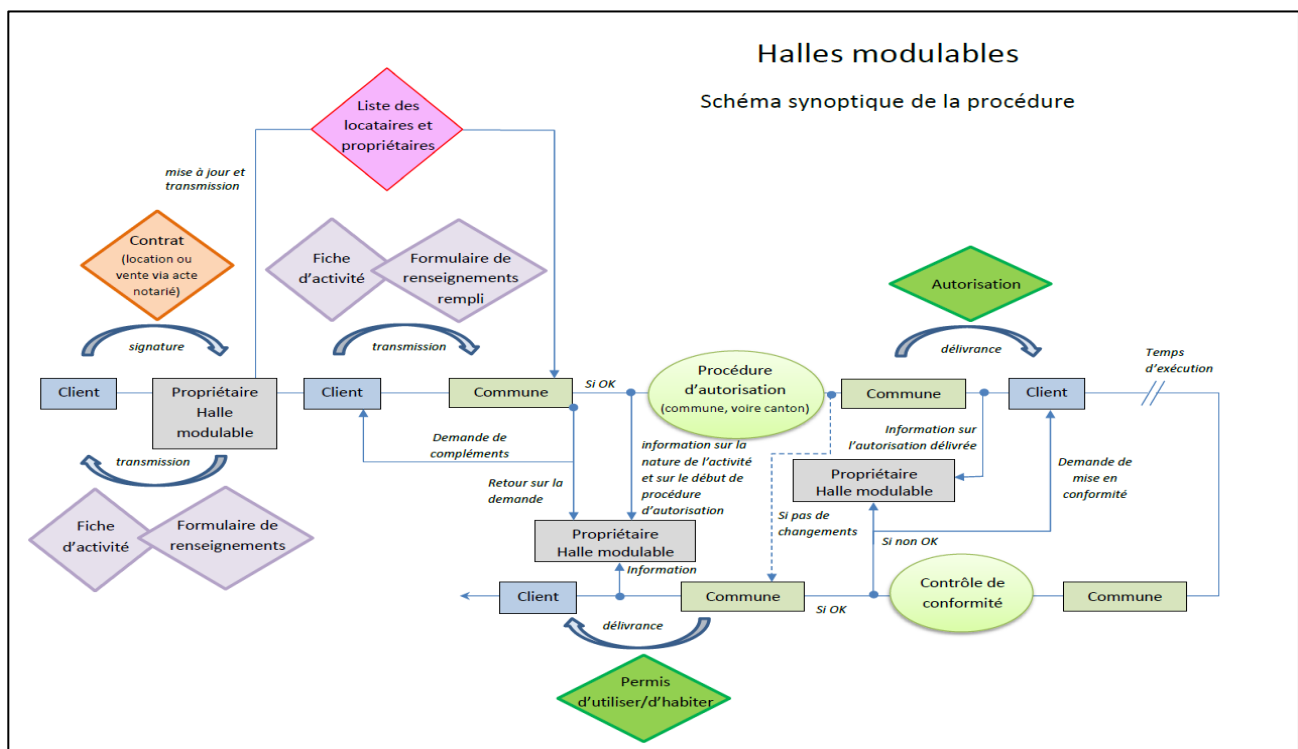 Halles modulables
Schéma synoptique de la procédure
Liste des
locataires et
propriétaires
mise à jour et
transmission
Contrat
(location ou
vente via acte
notarié)
Fiche
d’activité
Formulaire de
renseignements
rempli
Autorisation
signature
transmission
délivrance
Temps
d’exécution
Client
Propriétaire
Halle
modulable
Client
Commune
Si OK
Procédure
d’autorisation
(commune, voire canton)
Commune
Client
transmission
Fiche
d’activité
Formulaire de
renseignements
Demande de
compléments
Retour sur la
demande
information sur la
nature de l’activité
et sur le début de
procédure
d’autorisation
Information sur
l’autorisation délivrée
Propriétaire
Halle modulable
Demande de
mise en
conformité
Si pas de
changements
Si non OK
Propriétaire
Halle modulable
Information
Client
Commune
Si OK
Contrôle de
conformité
Commune
délivrance
Permis
d’utiliser/d’habiter